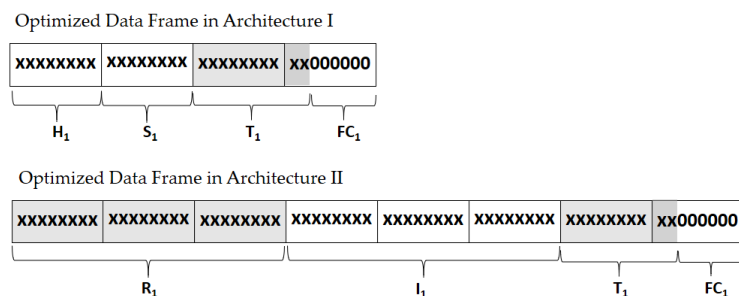 Optimized Data Frame in Architecture I
xxxxxxxx xxxxxxxx xxxxxxxx xx000000
H₁ S₁ T₁ FC₁
Optimized Data Frame in Architecture II
xxxxxxxx xxxxxxxx xxxxxxxx xxxxxxxx xxxxxxxx xxxxxxxx xxxxxxxx xx000000
R₁ I₁ T₁ FC₁